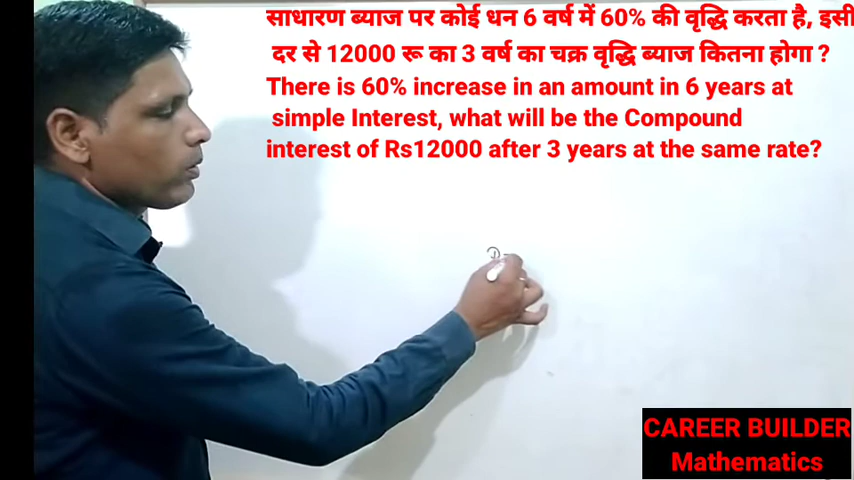 साधारण ब्याज पर कोई धन 6 वर्ष में 60% की वृद्धि करता है, इसी
दर से 12000 रू का 3 वर्ष का चक्र वृद्धि ब्याज कितना होगा ?
There is 60% increase in an amount in 6 years at
simple Interest, what will be the Compound
interest of Rs12000 after 3 years at the same rate?
CAREER BUILDER
Mathematics